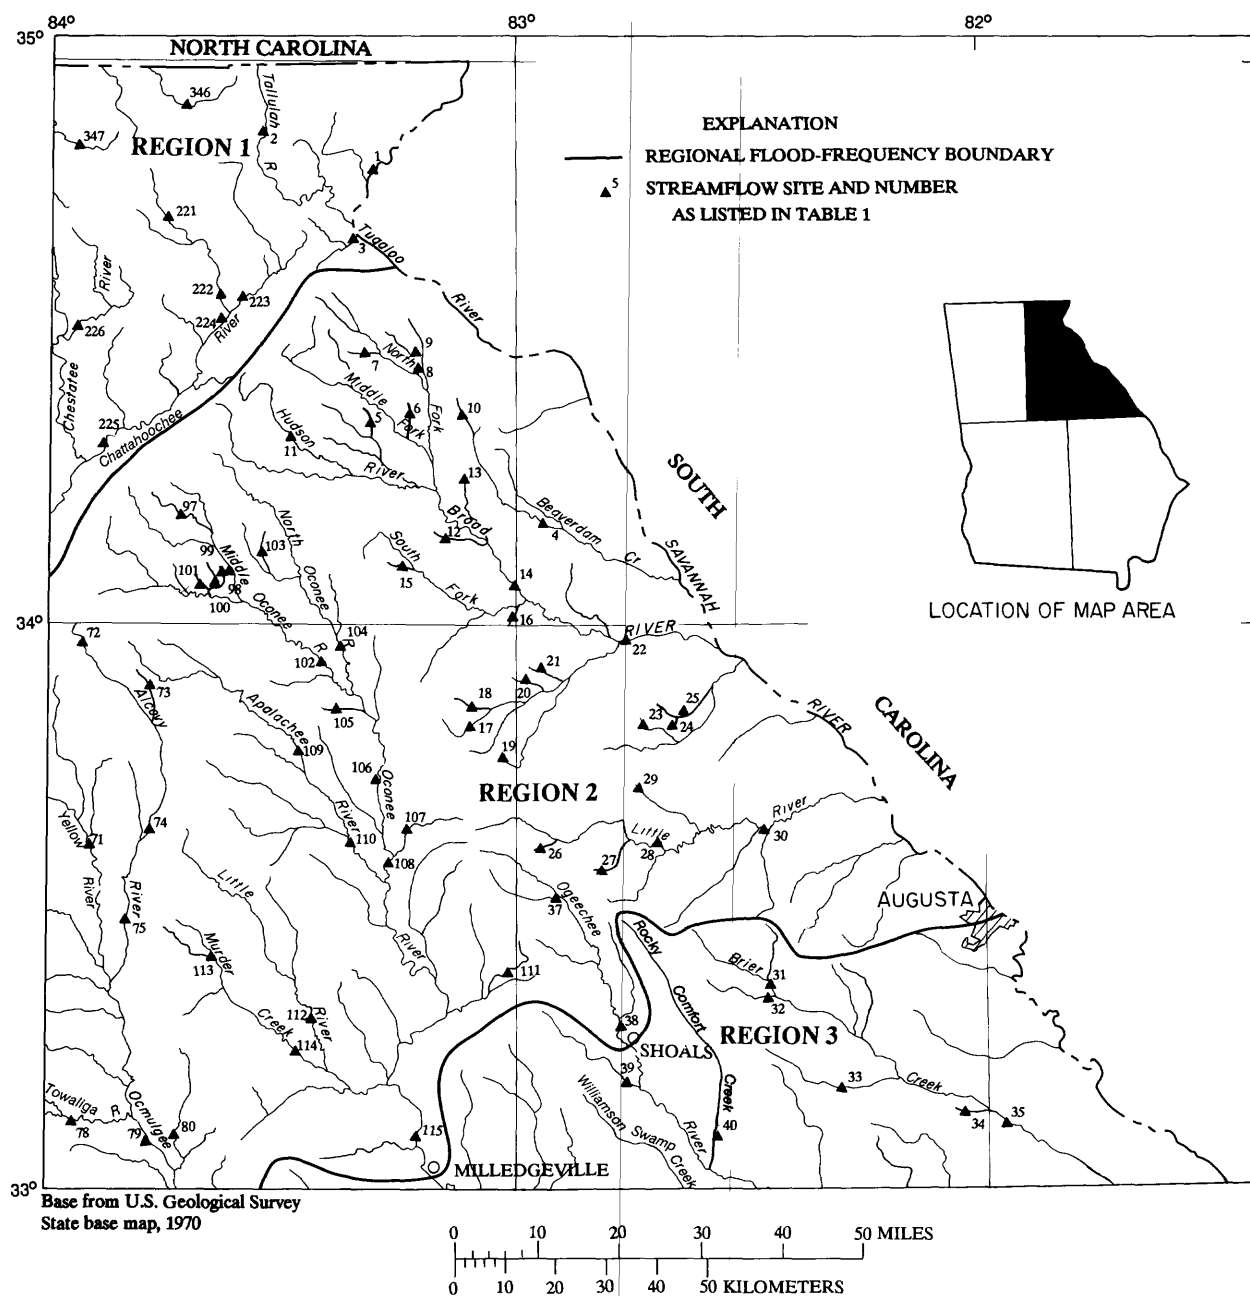 84°
83°
82°
35°
NORTH CAROLINA
346
Tallulah
R
2
347
REGION 1
1
EXPLANATION
REGIONAL FLOOD-FREQUENCY BOUNDARY
5
STREAMFLOW SITE AND NUMBER
AS LISTED IN TABLE 1
221
Tugaloo
River
3
River
222
223
224
River
226
Chestatee
225
Chattahoochee
9
North
Fork
7
8
Middle
Fork
6
5
10
Hudson
River
11
13
Broad
12
Beaverdam
Cr
4
SOUTH
SAVANNAH
97
99
Middle
Oconee
R
North
Oconee
R
103
101
98
100
South
Fork
15
14
16
LOCATION OF MAP AREA
34°
RIVER
22
72
104
102
21
20
73
Alcovy
Apalachee
River
105
18
17
25
23
24
RIVER
CAROLINA
109
19
106
Oconee
REGION 2
29
River
Yellow
River
71
74
River
107
110
108
Little
26
27
28
30
Little
River
Ogeechee
37
AUGUSTA
75
Murder
Creek
113
River
111
Rocky
Comfort
Creek
Brier
31
32
112
38
SHOALS
REGION 3
114
39
33
Creek
Towaliga
R
78
Ocmulgee
79
80
Williamson
Swamp Creek
River
40
34
35
115
MILLEDGEVILLE
33°
Base from U.S. Geological Survey
State base map, 1970
0 10 20 30 40 50 MILES
0 10 20 30 40 50 KILOMETERS